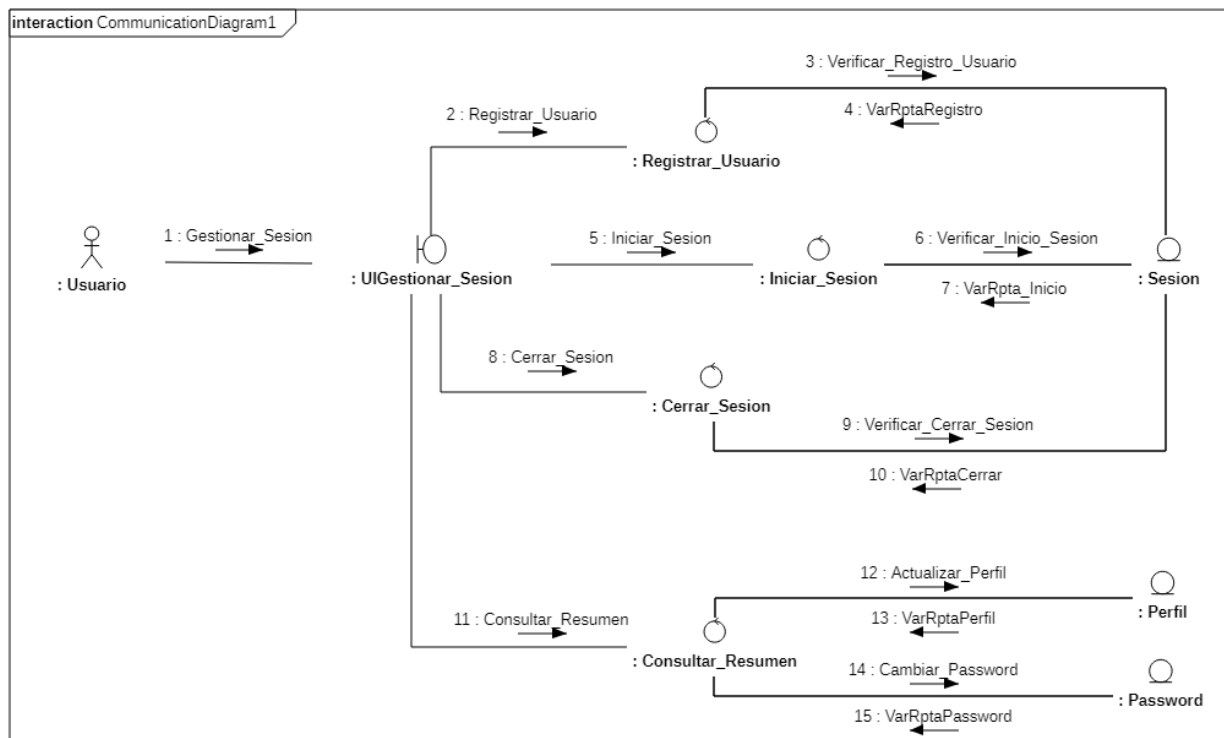 interaction CommunicationDiagram1
3 : Verificar_Registro_Usuario
2 : Registrar_Usuario
4 : VarRptaRegistro
: Registrar_Usuario
1 : Gestionar_Sesion
5 : Iniciar_Sesion
6 : Verificar_Inicio_Sesion
: Usuario
: UIGestionar_Sesion
: Iniciar_Sesion
: Sesion
7 : VarRpta_Inicio
8 : Cerrar_Sesion
: Cerrar_Sesion
9 : Verificar_Cerrar_Sesion
10 : VarRptaCerrar
12 : Actualizar_Perfil
11 : Consultar_Resumen
13 : VarRptaPerfil
: Perfil
: Consultar_Resumen
14 : Cambiar_Password
: Password
15 : VarRptaPassword